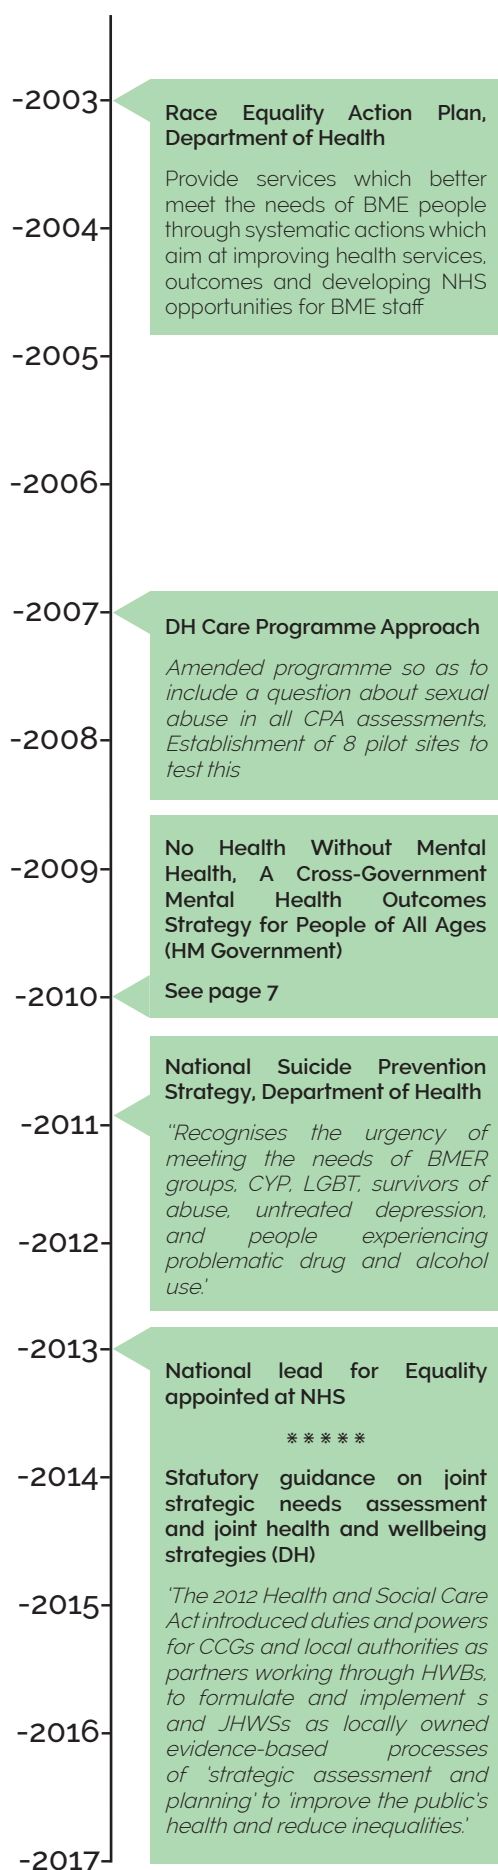 -2003
Race Equality Action Plan,
Department of Health
Provide services which better
meet the needs of BME people
through systematic actions which
aim at improving health services,
outcomes and developing NHS
opportunities for BME staff
-2004
-2005
-2006
-2007
DH Care Programme Approach
Amended programme so as to
include a question about sexual
abuse in all CPA assessments,
Establishment of 8 pilot sites to
test this
-2008
-2009
No Health Without Mental
Health, A Cross-Government
Mental Health Outcomes
Strategy for People of All Ages
(HM Government)
See page 7
-2010
National Suicide Prevention
Strategy, Department of Health
“Recognises the urgency of
meeting the needs of BMER
groups, CYP, LGBT, survivors of
abuse, untreated depression,
and people experiencing
problematic drug and alcohol
use.’
-2011
-2012
-2013
National lead for Equality
appointed at NHS
* * * * *
Statutory guidance on joint
strategic needs assessment
and joint health and wellbeing
strategies (DH)
‘The 2012 Health and Social Care
Act introduced duties and powers
for CCGs and local authorities as
partners working through HWBs,
to formulate and implement s
and JHWSs as locally owned
evidence-based processes
of ‘strategic assessment and
planning’ to ‘improve the public’s
health and reduce inequalities.’
-2014
-2015
-2016
-2017